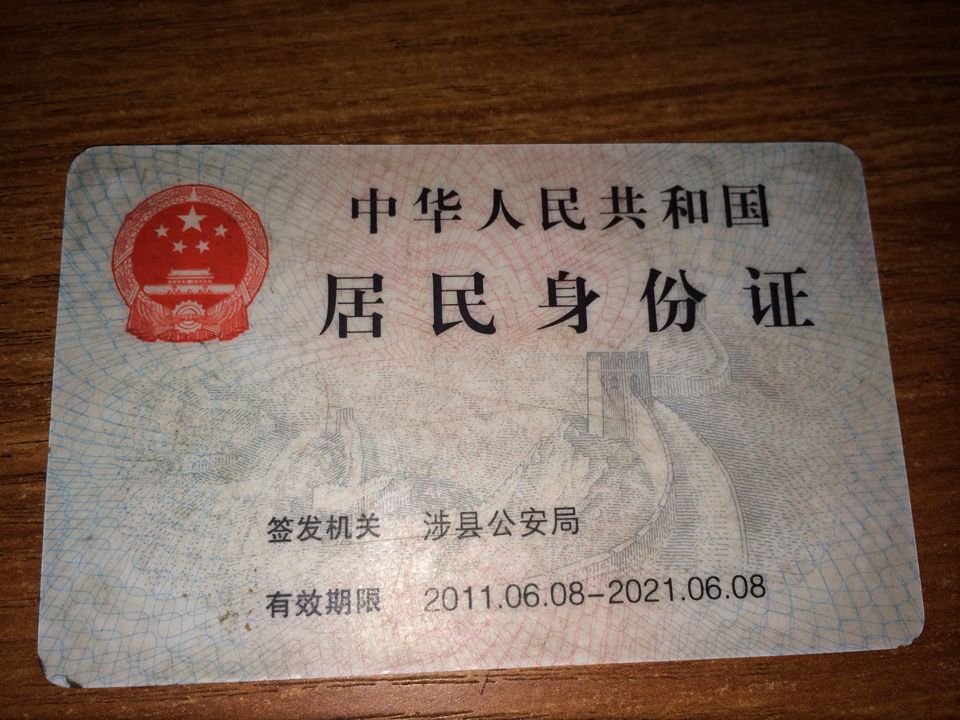 中华人民共和国
居民身份证
签发机关 涉县公安局
有效期限 2011.06.08-2021.06.08